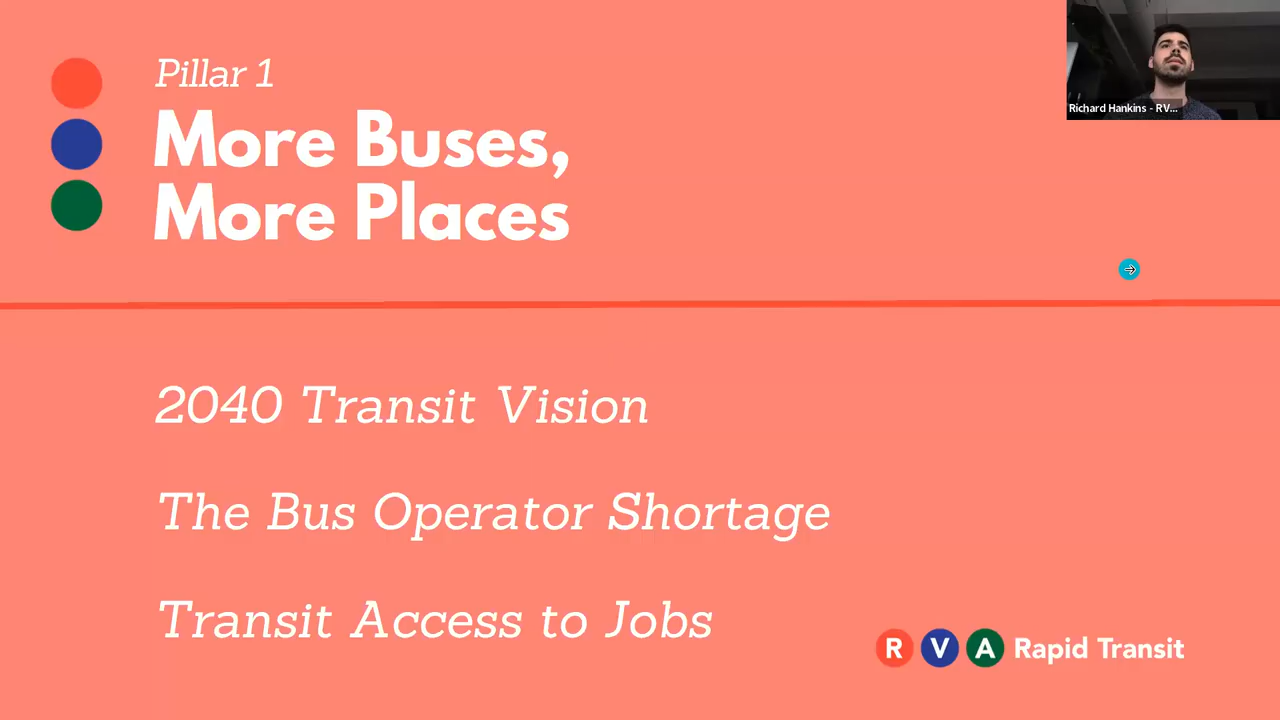 Pillar 1
More Buses,
More Places
Richard Hankins - RV...
2040 Transit Vision
The Bus Operator Shortage
Transit Access to Jobs
R V A Rapid Transit